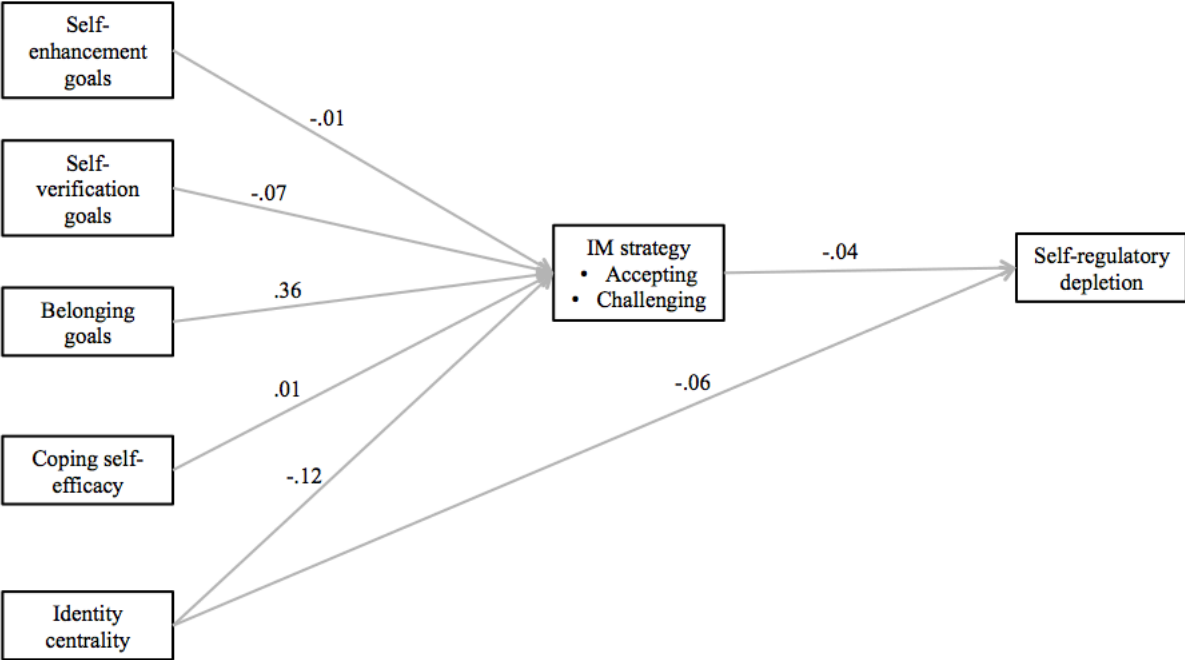 Self-
enhancement
goals
-.01
Self-
verification
goals
-.07
IM strategy
• Accepting
• Challenging
-.04
Self-regulatory
depletion
Belonging
goals
.36
.01
-.06
Coping self-
efficacy
-.12
Identity
centrality